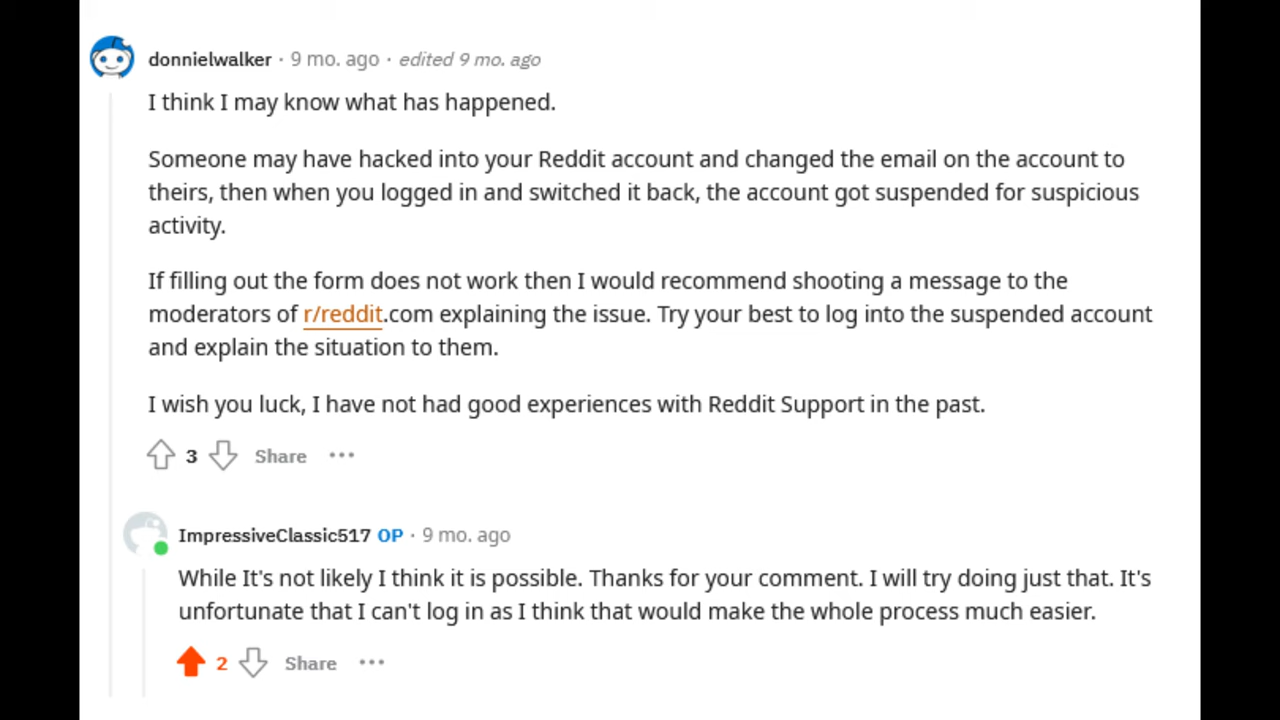 donnielwalker · 9 mo. ago · edited 9 mo. ago
I think I may know what has happened.
Someone may have hacked into your Reddit account and changed the email on the account to
theirs, then when you logged in and switched it back, the account got suspended for suspicious
activity.
If filling out the form does not work then I would recommend shooting a message to the
moderators of r/reddit.com explaining the issue. Try your best to log into the suspended account
and explain the situation to them.
I wish you luck, I have not had good experiences with Reddit Support in the past.
3 Share ···
ImpressiveClassic517 OP · 9 mo. ago
While It's not likely I think it is possible. Thanks for your comment. I will try doing just that. It's
unfortunate that I can't log in as I think that would make the whole process much easier.
2 Share ···